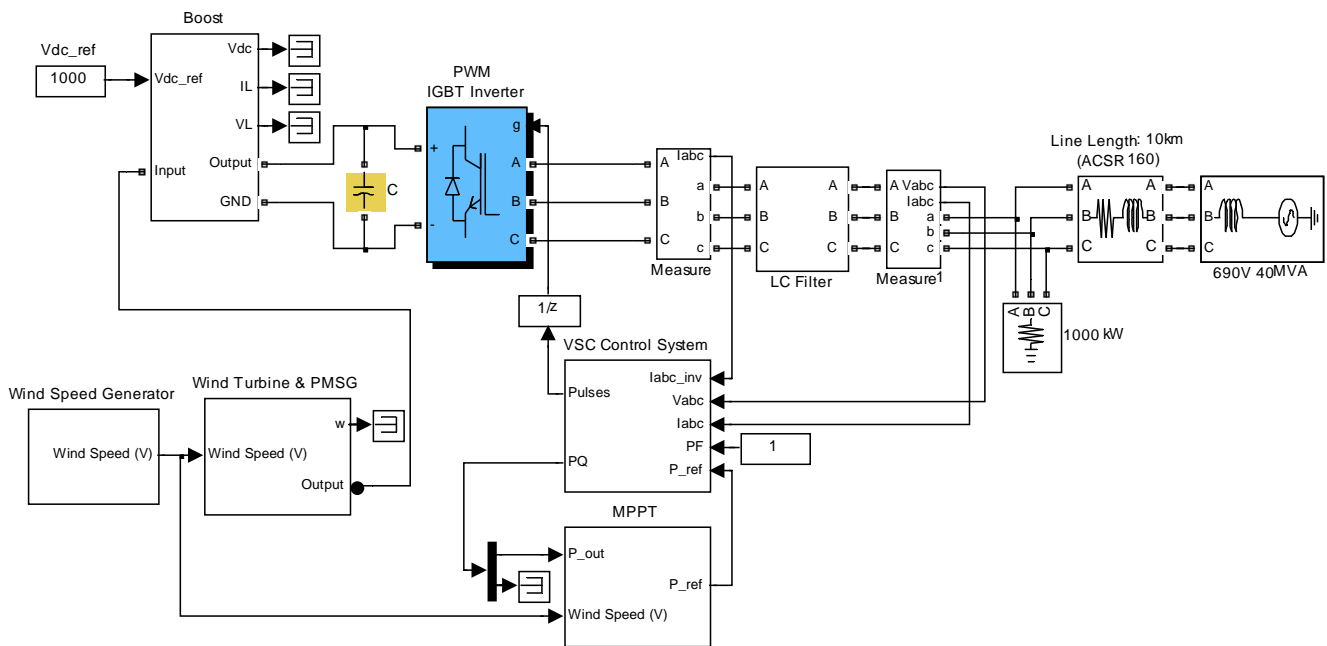 Boost
Vdc_ref
1000
Vdc_ref
Vdc
IL
VL
Input
Output
GND
C
PWM
IGBT Inverter
+
-
g
A
B
C
Iabc
A
B
C
a
b
c
Measure
A
B
C
A
B
C
LC Filter
A
B
C
Vabc
Iabc
a
b
c
Measure1
Line Length: 10km
(ACSR 160)
A
B
C
A
B
C
A
B
C
690V 40MVA
A
B
C
1000 kW
1/z
VSC Control System
Pulses
PQ
Iabc_inv
Vabc
Iabc
PF
P_ref
1
Wind Speed Generator
Wind Speed (V)
Wind Turbine & PMSG
Wind Speed (V)
w
Output
MPPT
P_out
Wind Speed (V)
P_ref